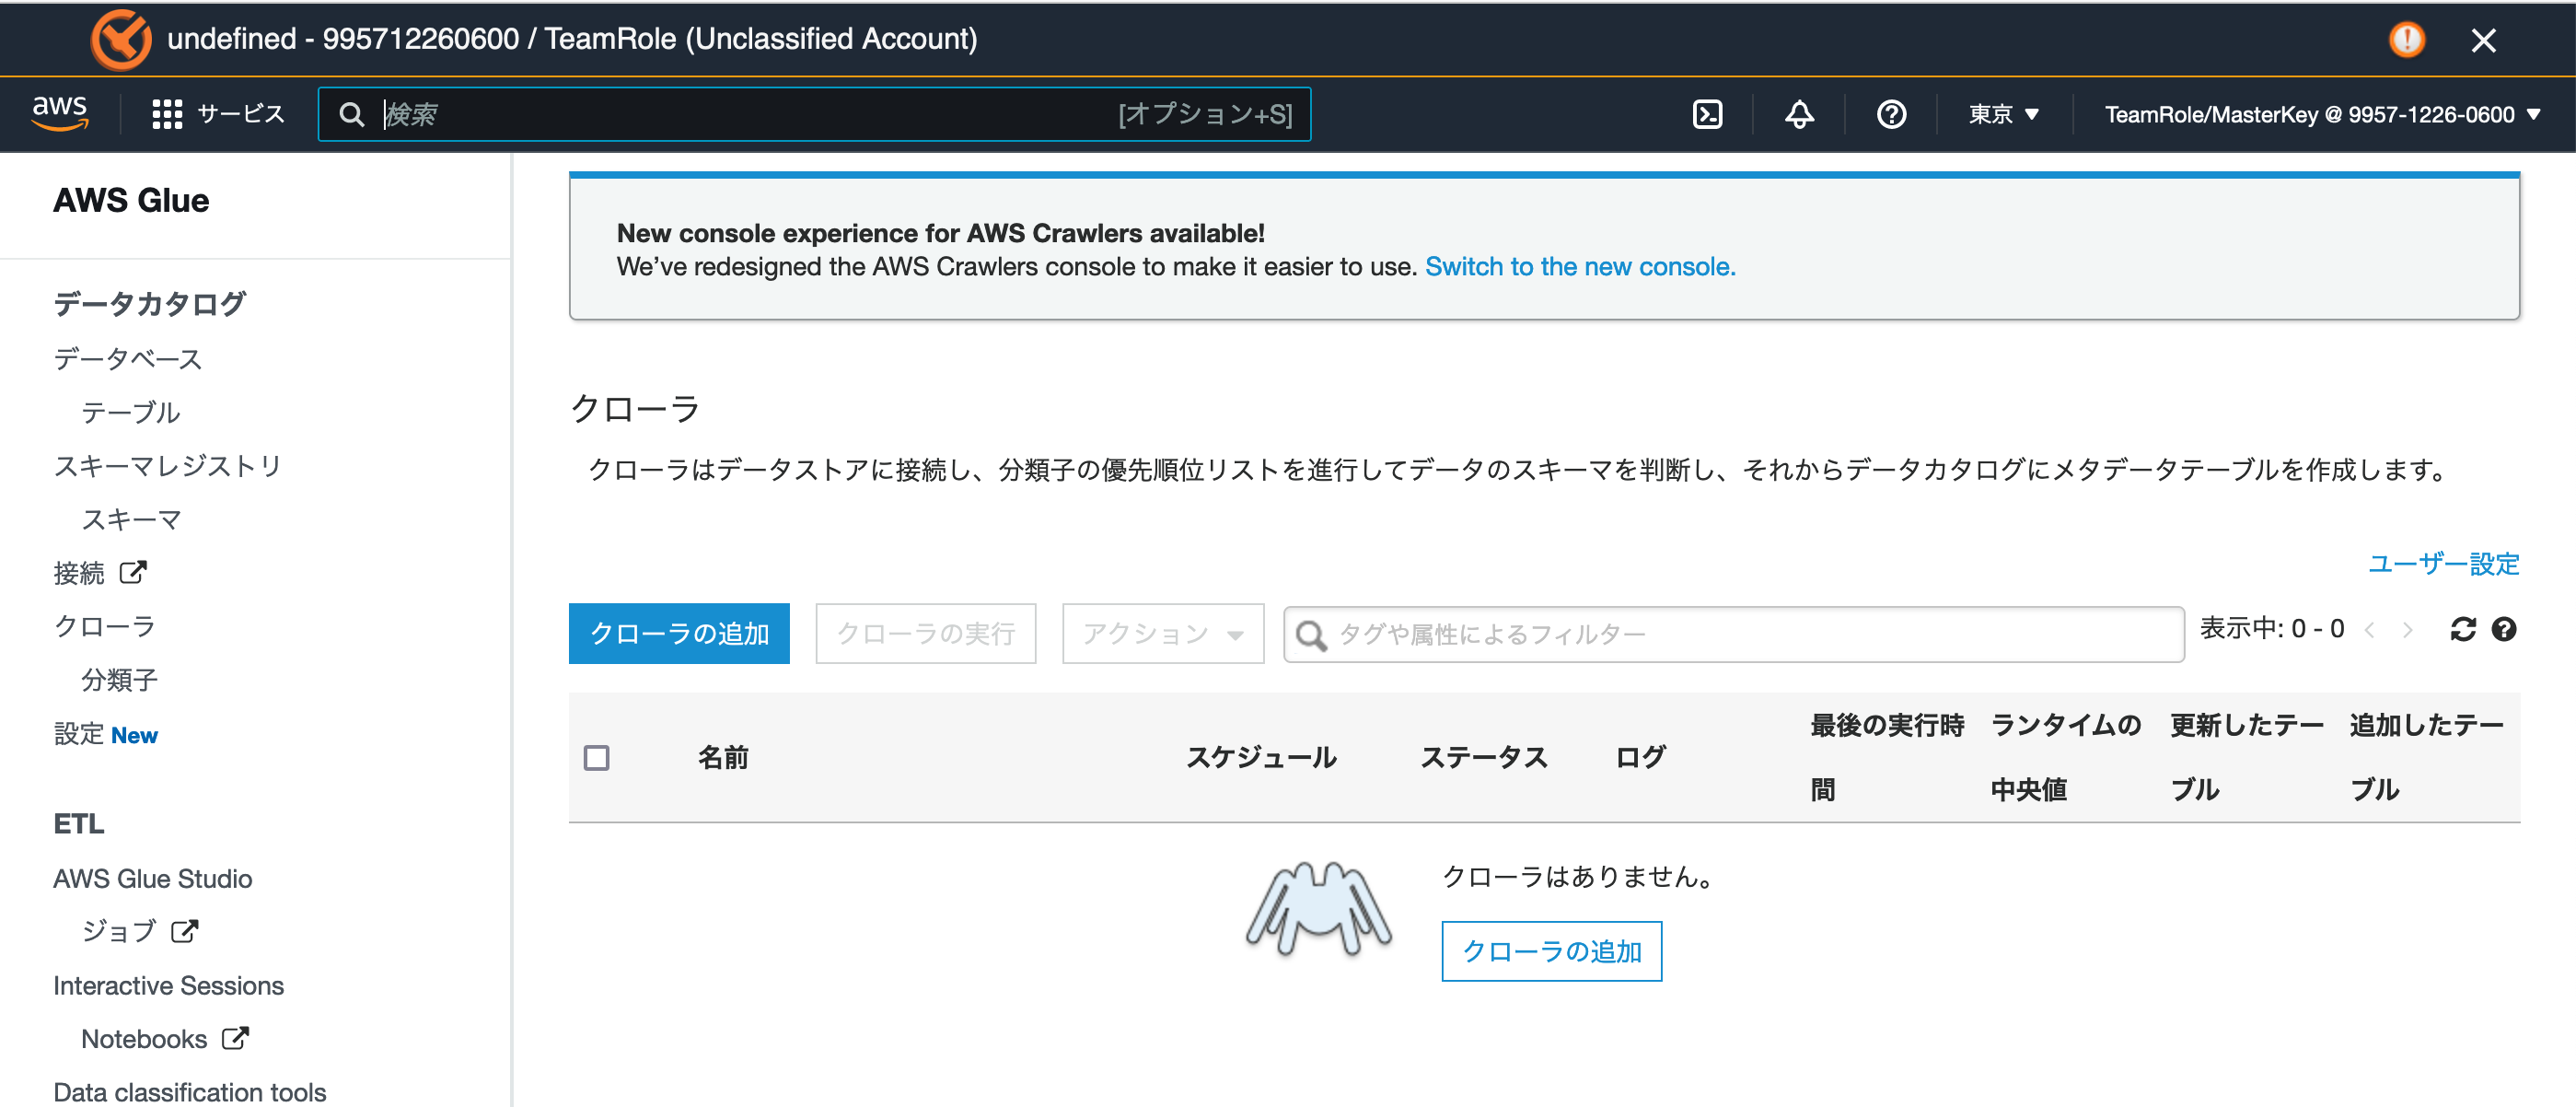 undefined - 995712260600 / TeamRole (Unclassified Account)
aws
サービス
検索
[オプション+S]
東京
TeamRole/MasterKey @ 9957-1226-0600
AWS Glue
データカタログ
データベース
テーブル
スキーマレジストリ
スキーマ
接続
クローラ
分類子
設定 New
ETL
AWS Glue Studio
ジョブ
Interactive Sessions
Notebooks
Data classification tools
New console experience for AWS Crawlers available!
We’ve redesigned the AWS Crawlers console to make it easier to use. Switch to the new console.
クローラ
クローラはデータストアに接続し、分類子の優先順位リストを進行してデータのスキーマを判断し、それからデータカタログにメタデータテーブルを作成します。
ユーザー設定
クローラの追加
クローラの実行
アクション
タグや属性によるフィルター
表示中: 0 - 0
名前
スケジュール
ステータス
ログ
最後の実行時
間
ランタイムの
中央値
更新したテー
ブル
追加したテー
ブル
クローラはありません。
クローラの追加